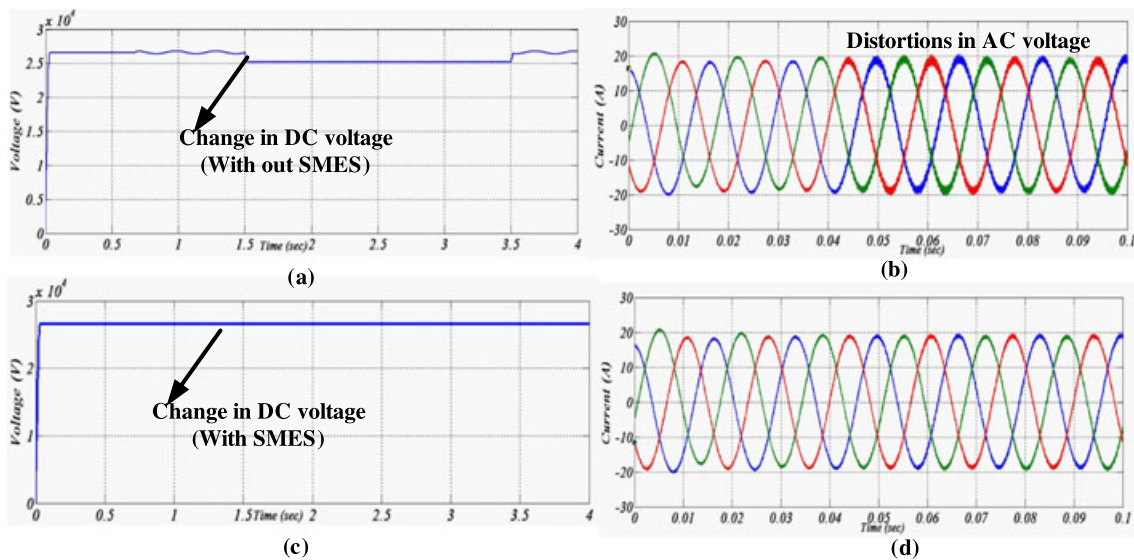 3 x 10⁴
Voltage (V)
2.5
2
1.5
1
0.5
0
0 0.5 1 1.5 Time (sec) 2 2.5 3 3.5 4
Change in DC voltage
(With out SMES)
(a)
Distortions in AC voltage
Current (A)
30
20
10
0
-10
-20
-30
0 0.01 0.02 0.03 0.04 0.05 0.06 0.07 0.08 0.09 0.1
Time (sec)
(b)
3 x 10⁴
Voltage (V)
2
1
0
0 0.5 1 1.5 Time (sec) 2 2.5 3 3.5 4
Change in DC voltage
(With SMES)
(c)
Current (A)
30
20
10
0
-10
-20
-30
0 0.01 0.02 0.03 0.04 0.05 0.06 0.07 0.08 0.09 0.1
Time (sec)
(d)